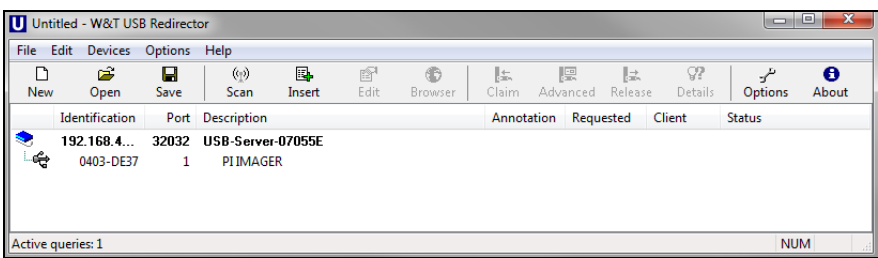 U Untitled - W&T USB Redirector
File Edit Devices Options Help
New Open Save Scan Insert Edit Browser Claim Advanced Release Details Options About
Identification Port Description Annotation Requested Client Status
192.168.4... 32032 USB-Server-07055E
0403-DE37 1 PI IMAGER
Active queries: 1 NUM